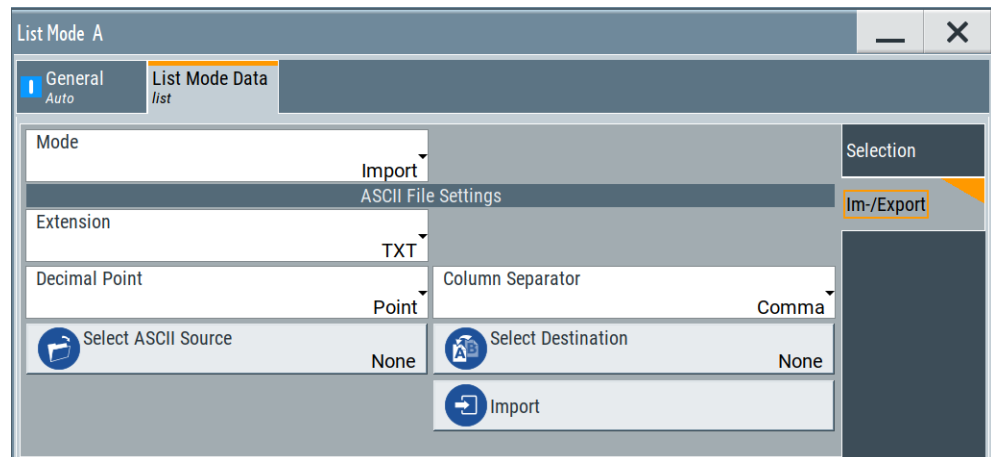 List Mode A
General
Auto
List Mode Data
list
Mode
Import
ASCII File Settings
Extension
TXT
Decimal Point
Point
Column Separator
Comma
Select ASCII Source
None
A B
Select Destination
None
Import
Selection
Im-/Export